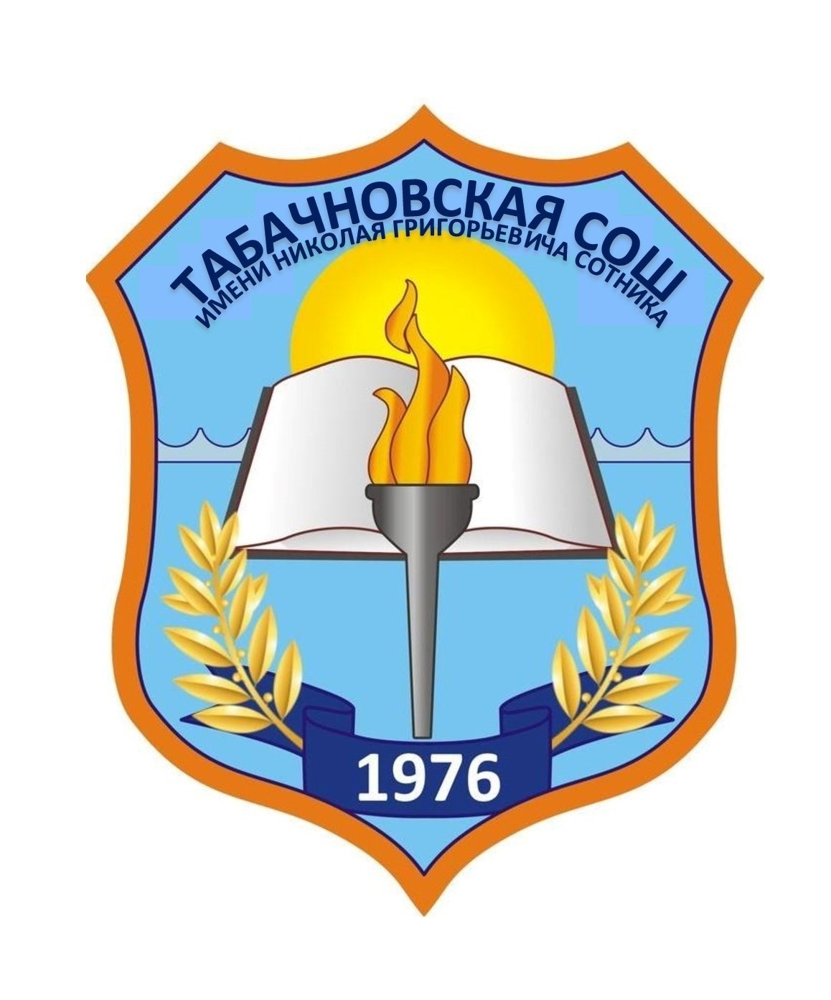 ТАБАЧНОВСКАЯ СОШ
ИМЕНИ НИКОЛАЯ ГРИГОРЬЕВИЧА СОТНИКА
1976